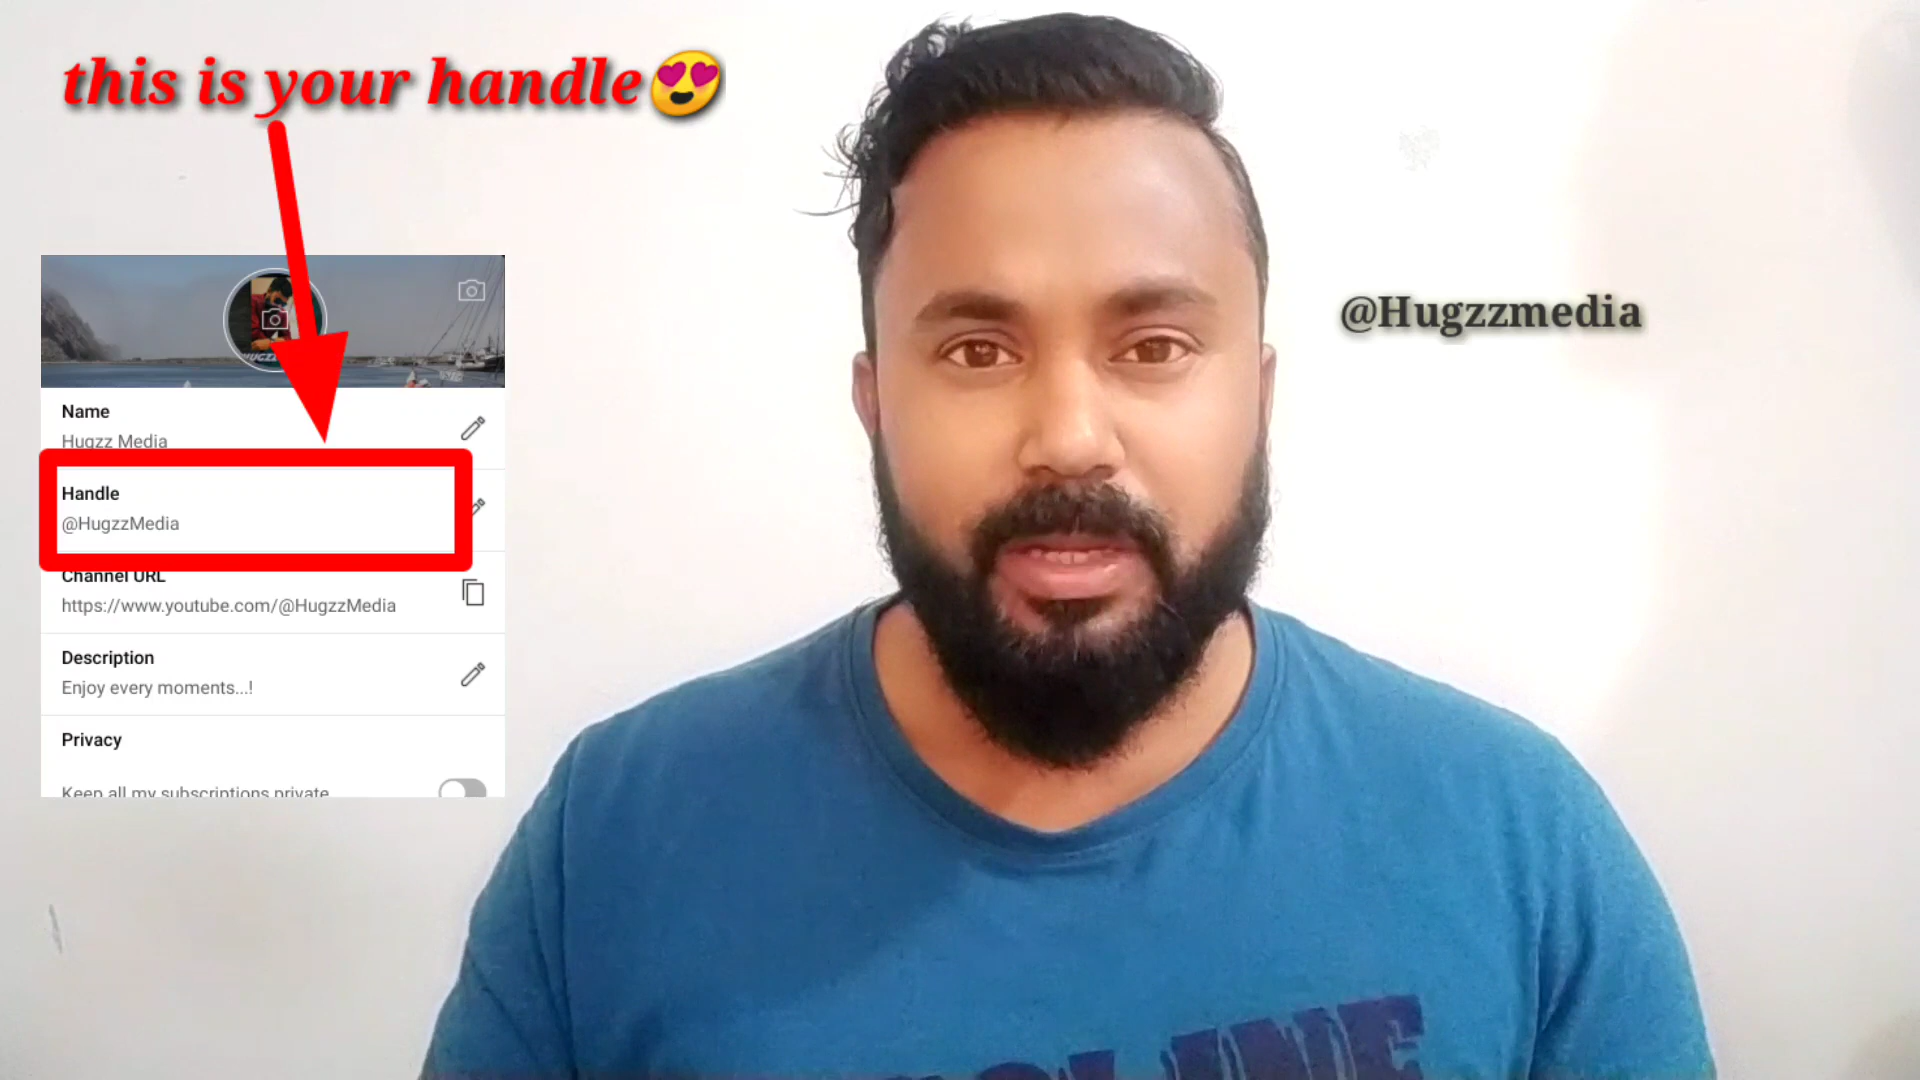 this is your handle😍
@Hugzzmedia
Name
Hugzz Media
Handle
@HugzzMedia
Channel URL
https://www.youtube.com/@HugzzMedia
Description
Enjoy every moments...!
Privacy
Keep all my subscriptions private